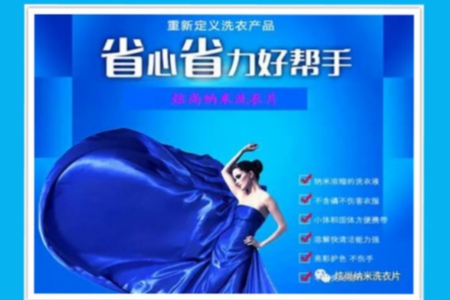 重新定义洗衣产品
省心省力好帮手
炫尚纳米洗衣片
纳米浓缩的洗衣液
不含磷不伤害衣服
小体积固体方便携带
溶解快清洁能力强
亮彩护色 不伤手
炫尚纳米洗衣片